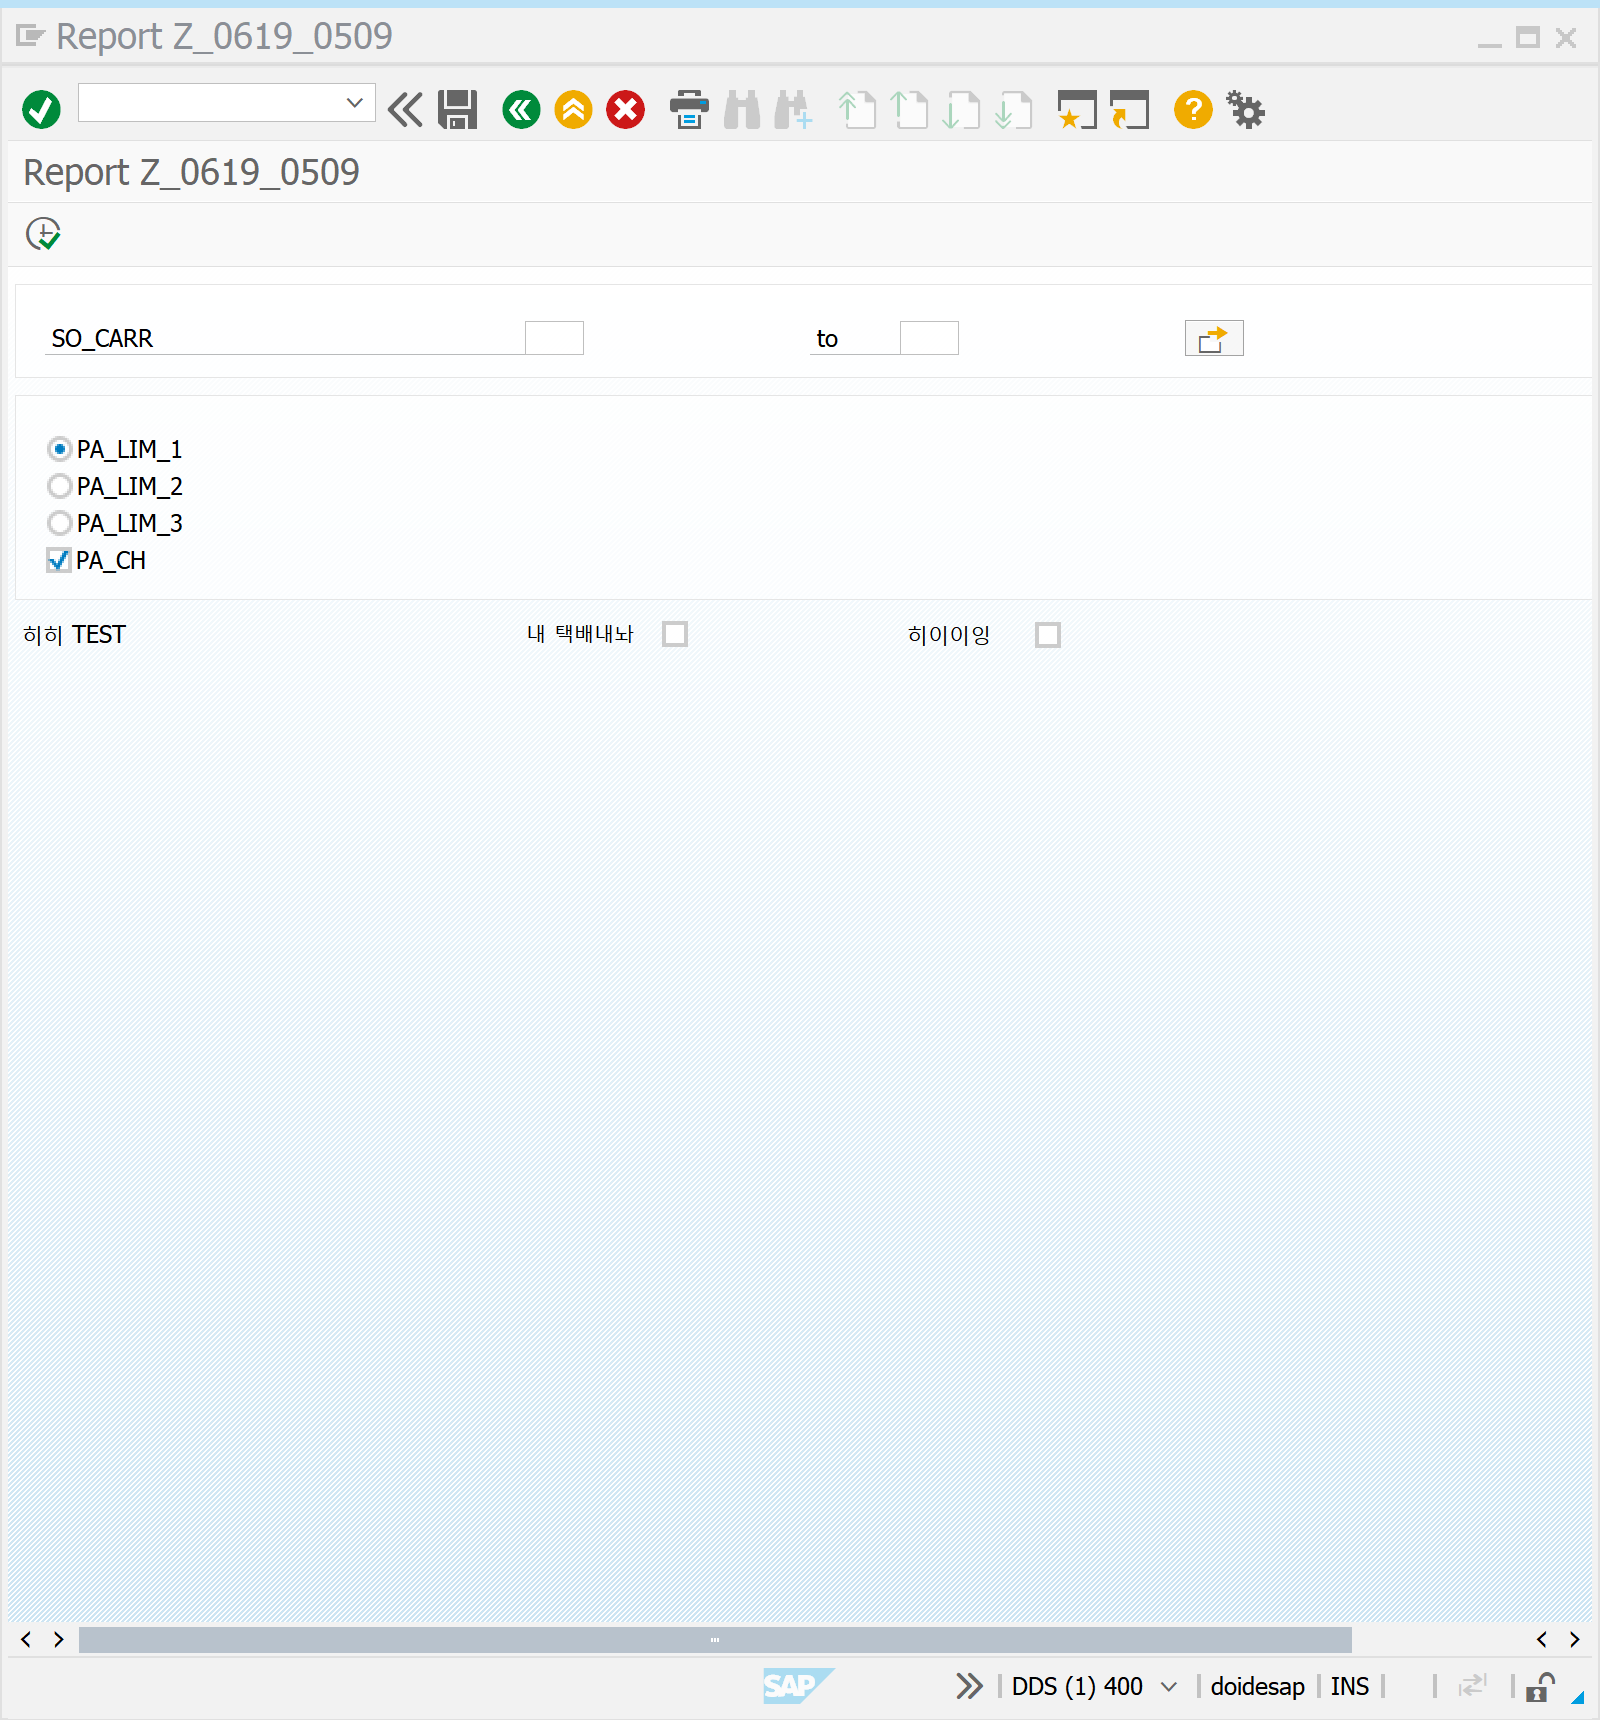 Report Z_0619_0509
Report Z_0619_0509
SO_CARR to
PA_LIM_1
PA_LIM_2
PA_LIM_3
PA_CH
히히 TEST 내 택배내놔 히이이잉
SAP DDS (1) 400 doidesap INS